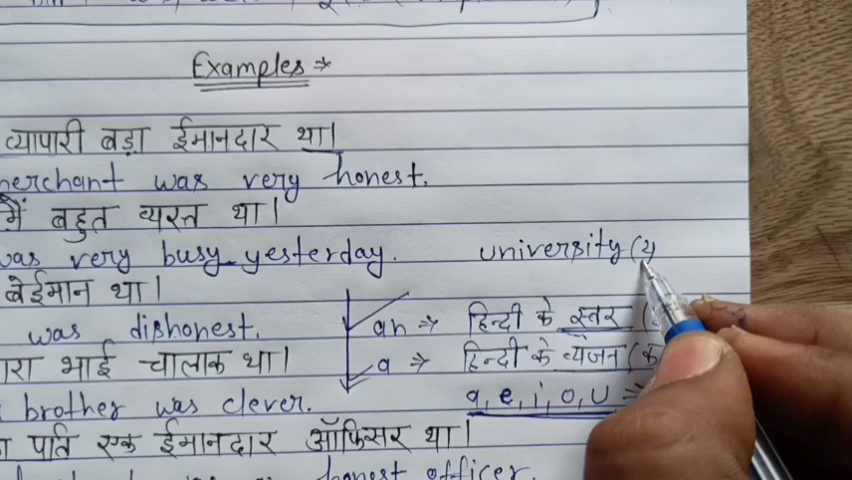 Examples ⇒
व्यापारी बड़ा ईमानदार था।
merchant was very honest.
में बहुत व्यस्त था।
was very busy yesterday. university (य
बेईमान था।
was dishonest.
an ⇒ हिन्दी के स्वर (
भाई चालाक था।
a ⇒ हिन्दी के व्यंजन (क
brother was clever.
a, e, i, o, u ⇒
पति एक ईमानदार ऑफिसर था।
honest officer.